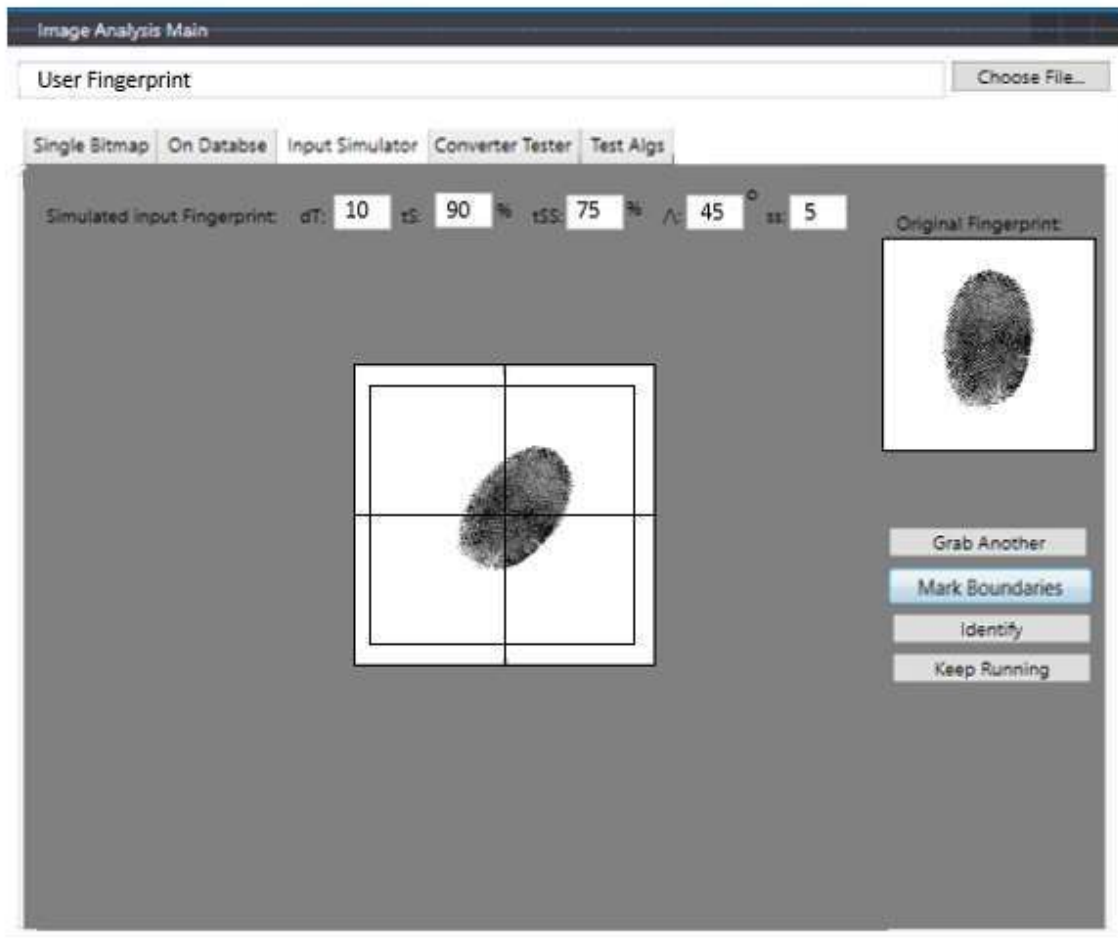 Image Analysis Main
User Fingerprint Choose File...
Single Bitmap On Databse Input Simulator Converter Tester Test Algs
Simulated input Fingerprint: dT: 10 tS: 90 % tSS: 75 % Λ: 45 ° ss: 5
Original Fingerprint:
Grab Another
Mark Boundaries
Identify
Keep Running